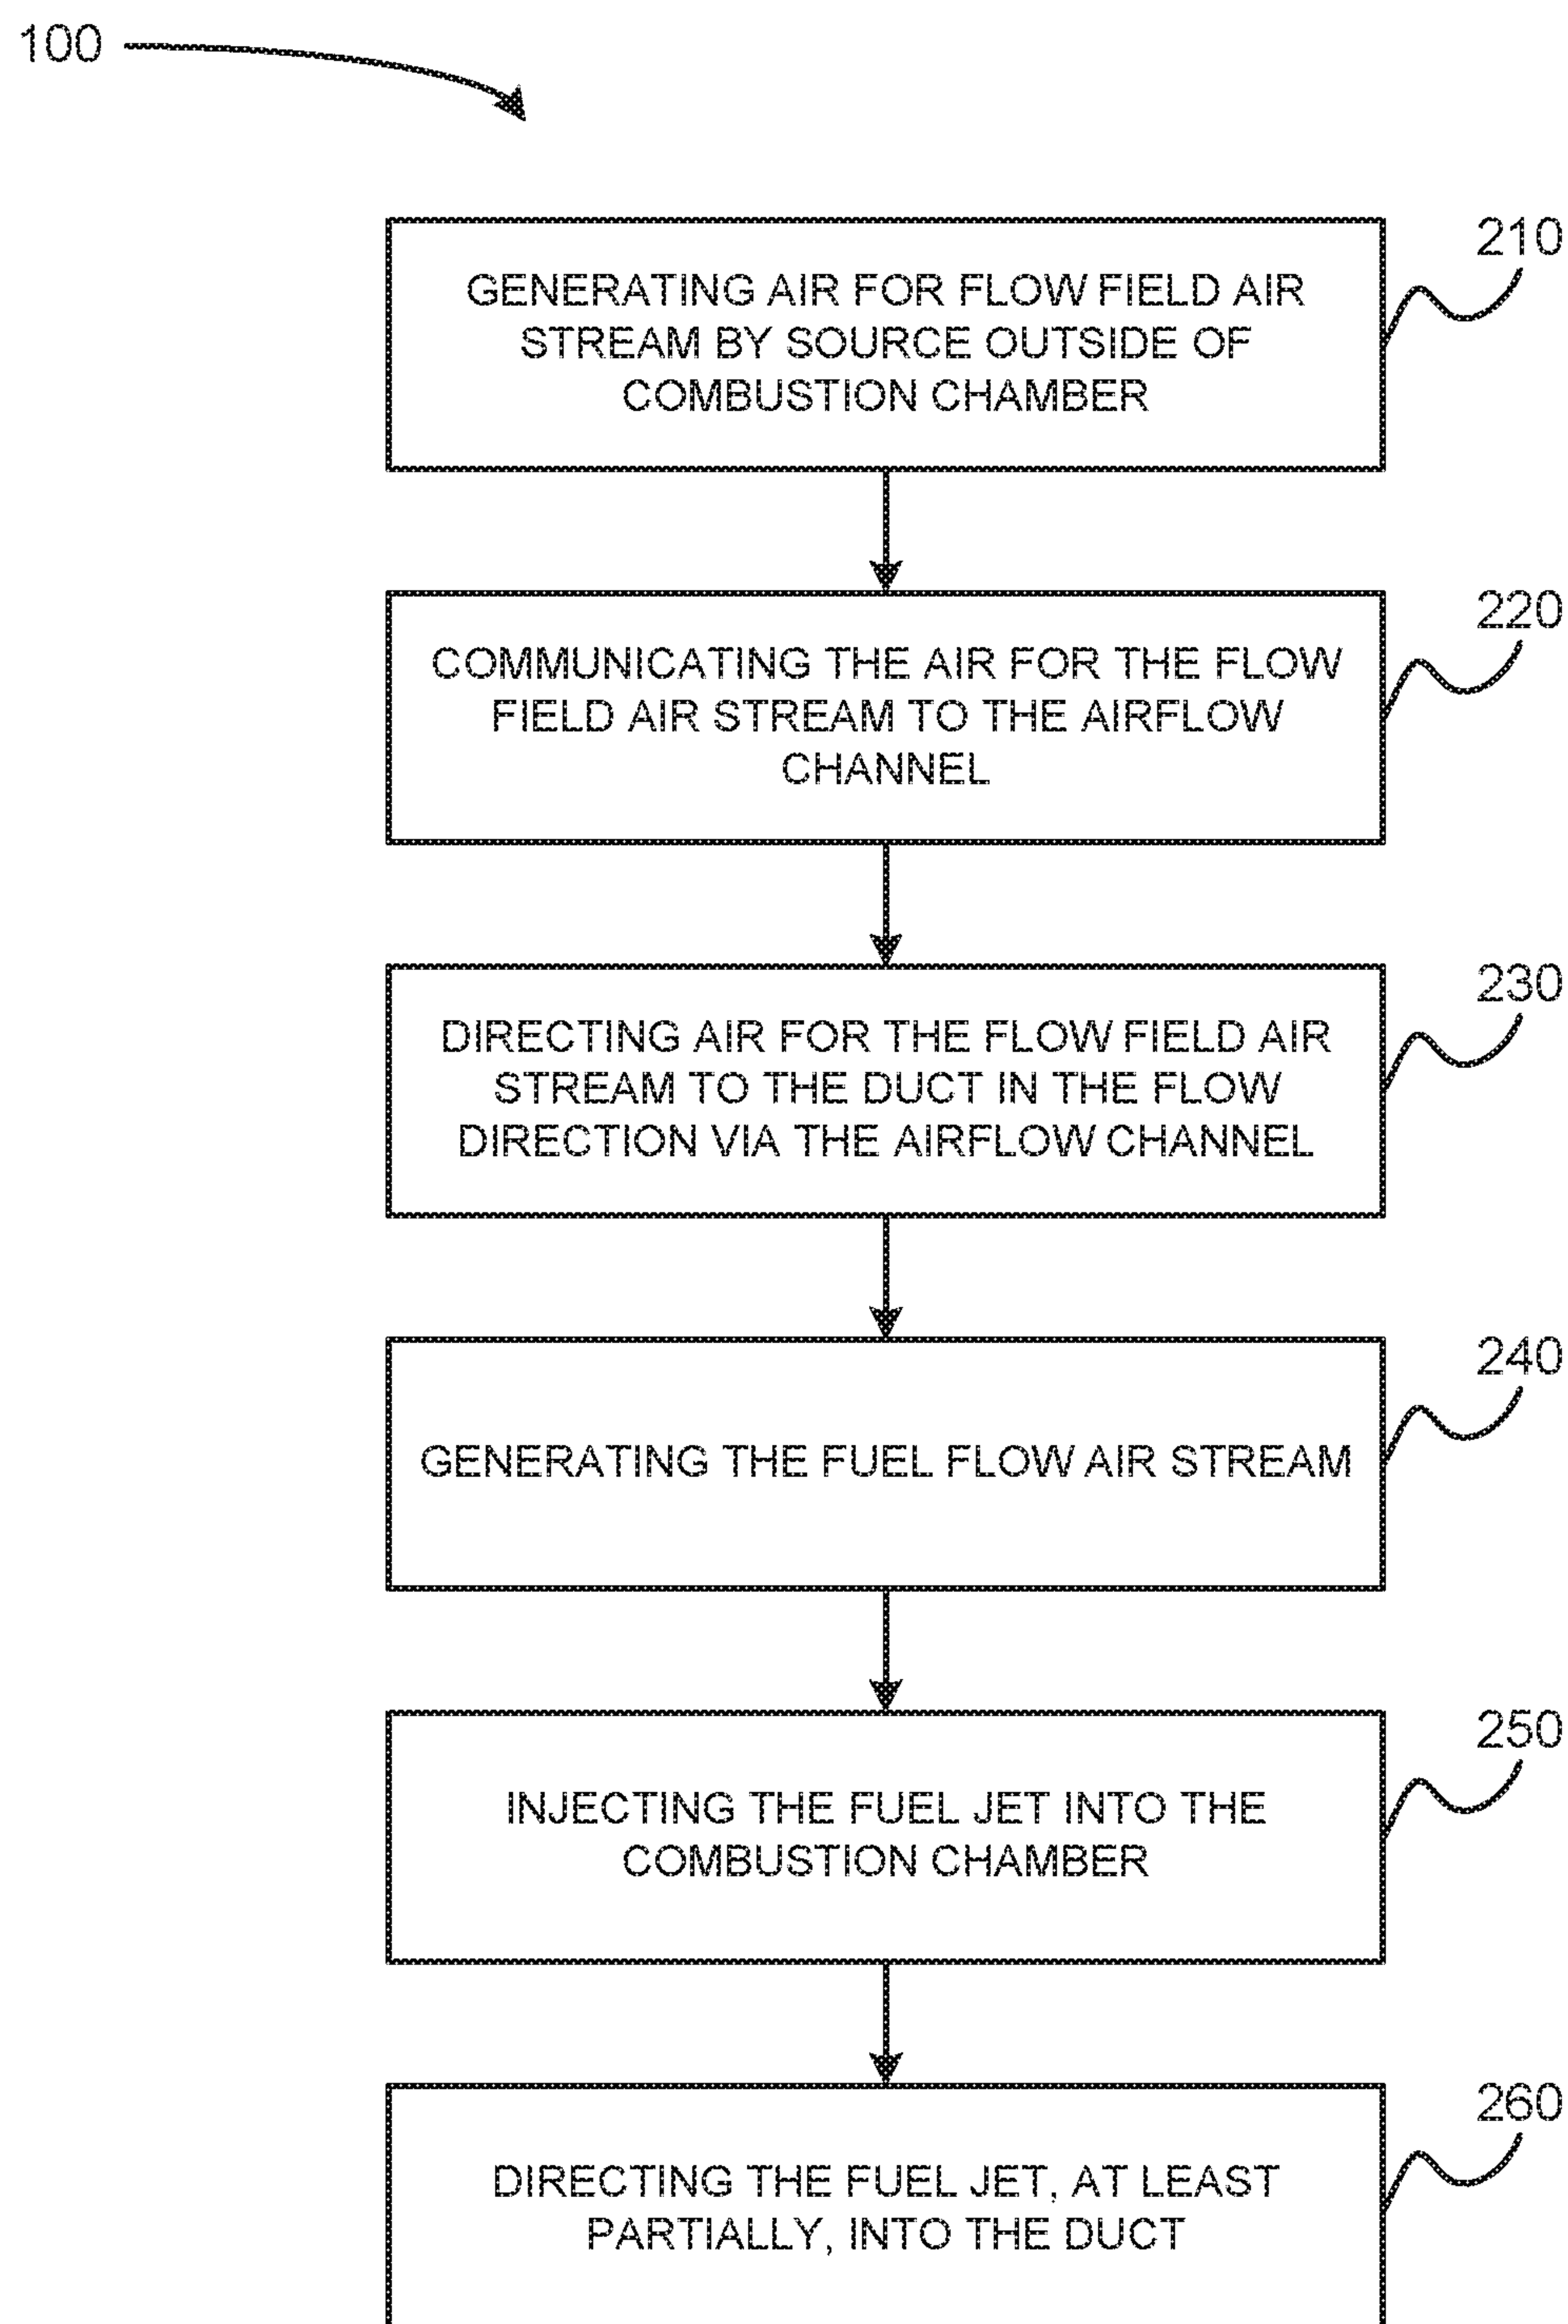 100
210
GENERATING AIR FOR FLOW FIELD AIR
STREAM BY SOURCE OUTSIDE OF
COMBUSTION CHAMBER
220
COMMUNICATING THE AIR FOR THE FLOW
FIELD AIR STREAM TO THE AIRFLOW
CHANNEL
230
DIRECTING AIR FOR THE FLOW FIELD AIR
STREAM TO THE DUCT IN THE FLOW
DIRECTION VIA THE AIRFLOW CHANNEL
240
GENERATING THE FUEL FLOW AIR STREAM
250
INJECTING THE FUEL JET INTO THE
COMBUSTION CHAMBER
260
DIRECTING THE FUEL JET, AT LEAST
PARTIALLY, INTO THE DUCT